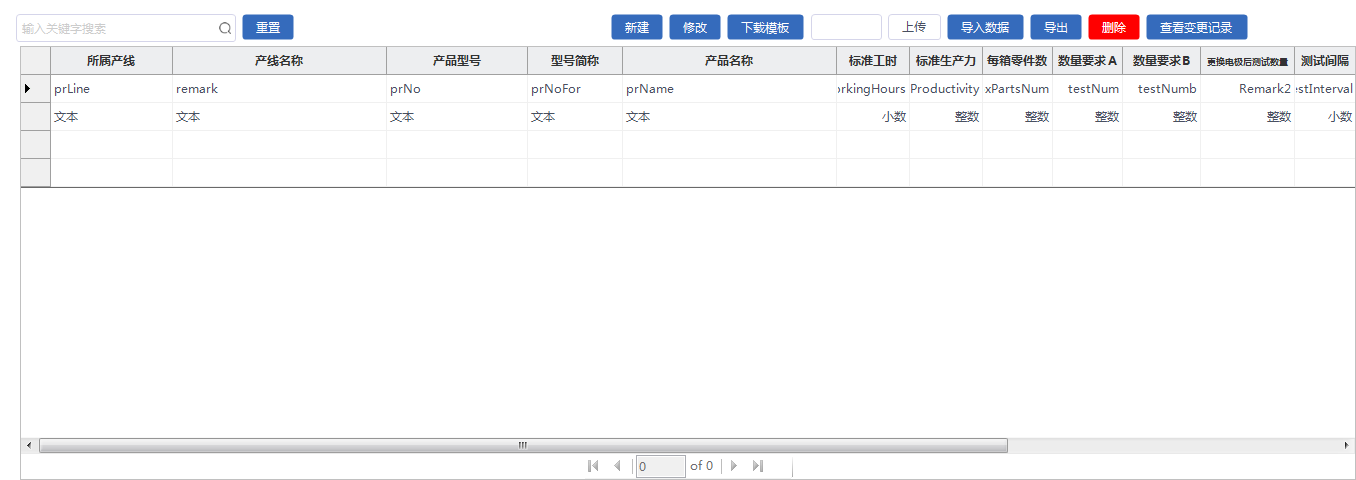 输入关键字搜索 重置 新建 修改 下载模板 上传 导入数据 导出 删除 查看变更记录
所属产线 产线名称 产品型号 型号简称 产品名称 标准工时 标准生产力 每箱零件数 数量要求A 数量要求B 更换电极后测试数量 测试间隔
prLine remark prNo prNoFor prName rkingHours Productivity xPartsNum testNum testNumb Remark2 estInterval
文本 文本 文本 文本 文本 小数 整数 整数 整数 整数 整数 小数
0 of 0